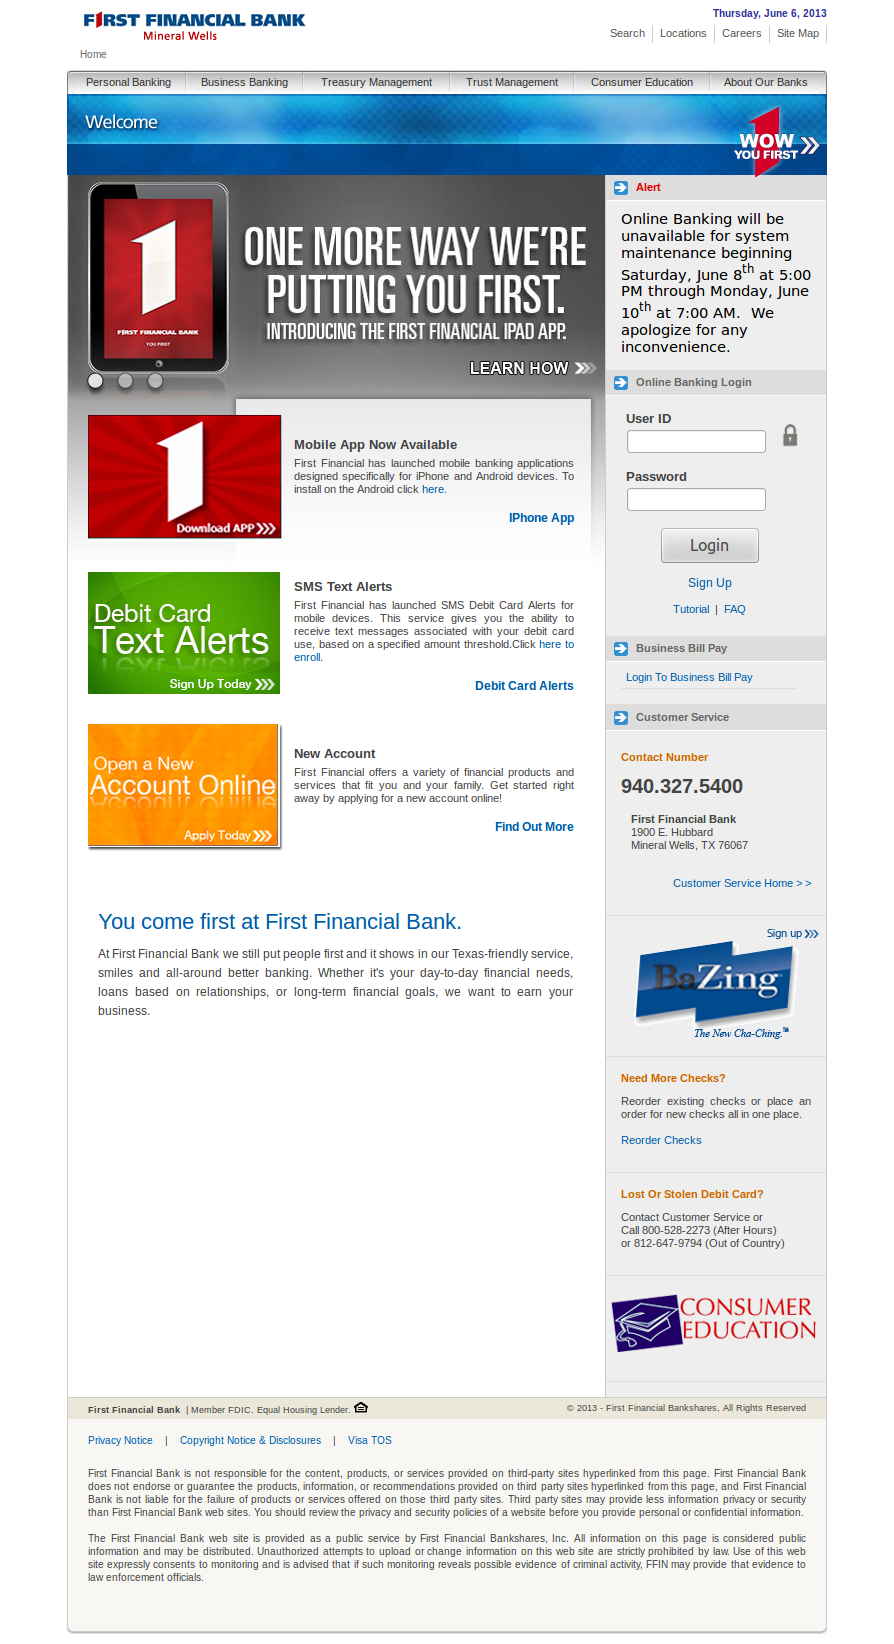 FIRST FINANCIAL BANK
Mineral Wells
Thursday, June 6, 2013
Search Locations Careers Site Map
Home
Personal Banking Business Banking Treasury Management Trust Management Consumer Education About Our Banks
Welcome
WOW
YOU FIRST
FIRST FINANCIAL BANK
YOU FIRST
ONE MORE WAY WE'RE
PUTTING YOU FIRST.
INTRODUCING THE FIRST FINANCIAL IPAD APP.
LEARN HOW
Download APP
Mobile App Now Available
First Financial has launched mobile banking applications
designed specifically for iPhone and Android devices. To
install on the Android click here.
IPhone App
Debit Card
Text Alerts
Sign Up Today
SMS Text Alerts
First Financial has launched SMS Debit Card Alerts for
mobile devices. This service gives you the ability to
receive text messages associated with your debit card
use, based on a specified amount threshold.Click here to
enroll.
Debit Card Alerts
Open a New
Account Online
Apply Today
New Account
First Financial offers a variety of financial products and
services that fit you and your family. Get started right
away by applying for a new account online!
Find Out More
You come first at First Financial Bank.
At First Financial Bank we still put people first and it shows in our Texas-friendly service,
smiles and all-around better banking. Whether it's your day-to-day financial needs,
loans based on relationships, or long-term financial goals, we want to earn your
business.
Alert
Online Banking will be
unavailable for system
maintenance beginning
Saturday, June 8th at 5:00
PM through Monday, June
10th at 7:00 AM. We
apologize for any
inconvenience.
Online Banking Login
User ID
Password
Login
Sign Up
Tutorial | FAQ
Business Bill Pay
Login To Business Bill Pay
Customer Service
Contact Number
940.327.5400
First Financial Bank
1900 E. Hubbard
Mineral Wells, TX 76067
Customer Service Home > >
Sign up
BaZing
The New Cha-Ching.™
Need More Checks?
Reorder existing checks or place an
order for new checks all in one place.
Reorder Checks
Lost Or Stolen Debit Card?
Contact Customer Service or
Call 800-528-2273 (After Hours)
or 812-647-9794 (Out of Country)
CONSUMER
EDUCATION
First Financial Bank | Member FDIC. Equal Housing Lender.
© 2013 - First Financial Bankshares, All Rights Reserved
Privacy Notice | Copyright Notice & Disclosures | Visa TOS
First Financial Bank is not responsible for the content, products, or services provided on third-party sites hyperlinked from this page. First Financial Bank
does not endorse or guarantee the products, information, or recommendations provided on third party sites hyperlinked from this page, and First Financial
Bank is not liable for the failure of products or services offered on those third party sites. Third party sites may provide less information privacy or security
than First Financial Bank web sites. You should review the privacy and security policies of a website before you provide personal or confidential information.
The First Financial Bank web site is provided as a public service by First Financial Bankshares, Inc. All information on this page is considered public
information and may be distributed. Unauthorized attempts to upload or change information on this web site are strictly prohibited by law. Use of this web
site expressly consents to monitoring and is advised that if such monitoring reveals possible evidence of criminal activity, FFIN may provide that evidence to
law enforcement officials.